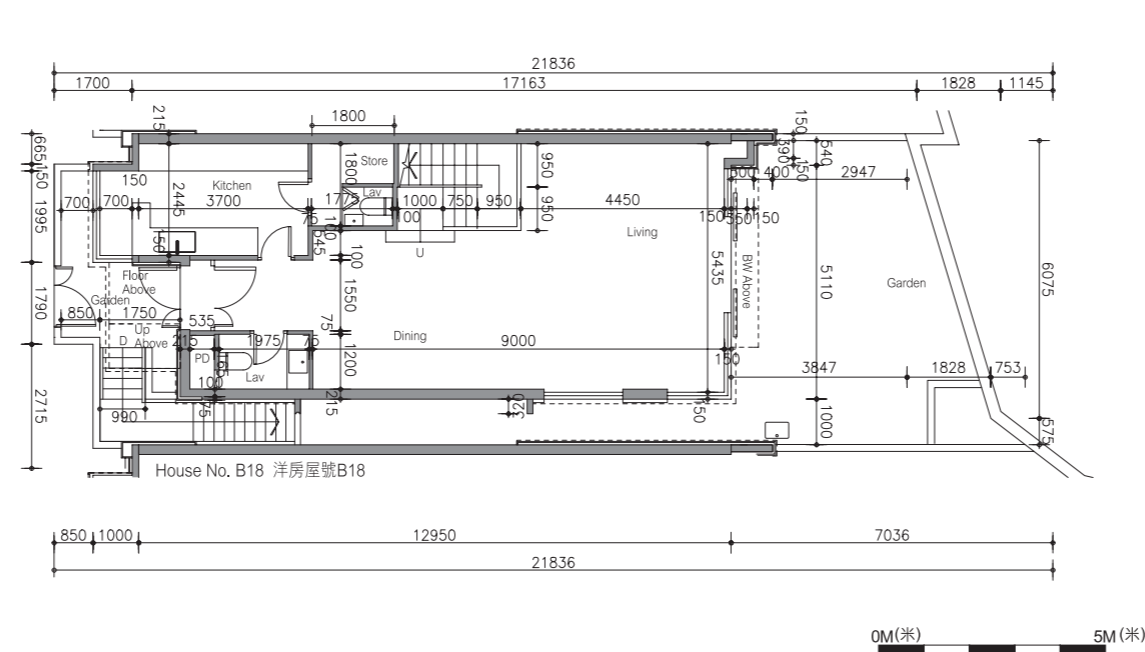 21836
1700 17163 1828 1145
215 1800 150
665 150 1995 1790 2715
Kitchen Store Lav
150 2445 1800 950 950 390 150 540
700 700 3700 1775 1000 750 950 4450 500 400 2947
75 100 100 150 550 150
150 545 100 U Living
Floor Above
Garden
BW Above
5435 5110 6075
Garden
850 1750 1550
535 Up Above
D 215 1975 75 75 9000
Dining
PD Lav 1200 150
100 75 215 320 150
3847 1828 753
990 1000 575
House No. B18 洋房屋號B18
850 1000 12950 7036
21836
0M(米) 5M(米)